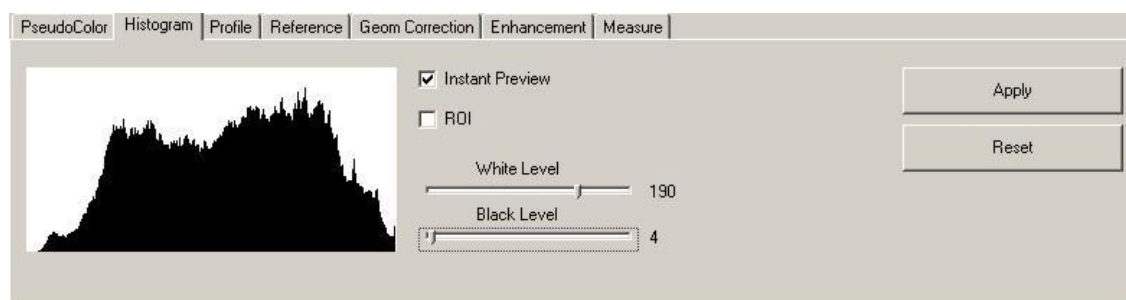 PseudoColor Histogram Profile Reference Geom Correction Enhancement Measure
Instant Preview
ROI
White Level
190
Black Level
4
Apply
Reset